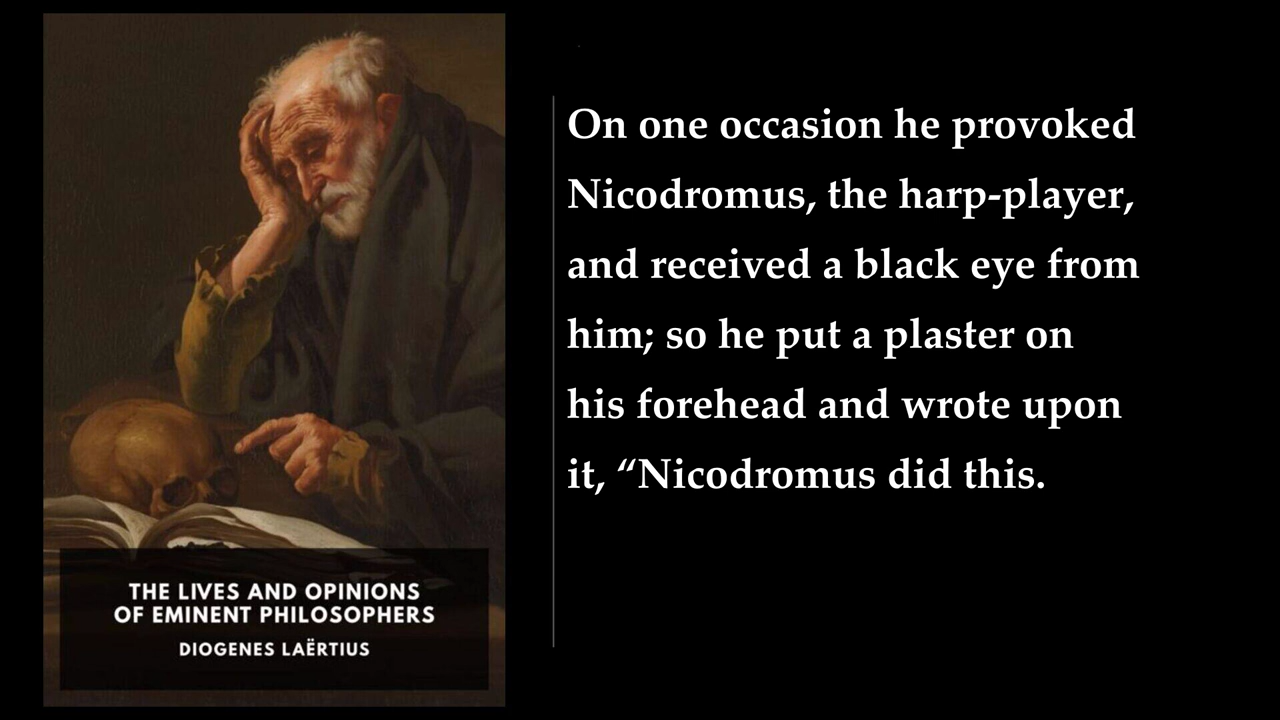 THE LIVES AND OPINIONS
OF EMINENT PHILOSOPHERS
DIOGENES LAËRTIUS
On one occasion he provoked
Nicodromus, the harp-player,
and received a black eye from
him; so he put a plaster on
his forehead and wrote upon
it, “Nicodromus did this.